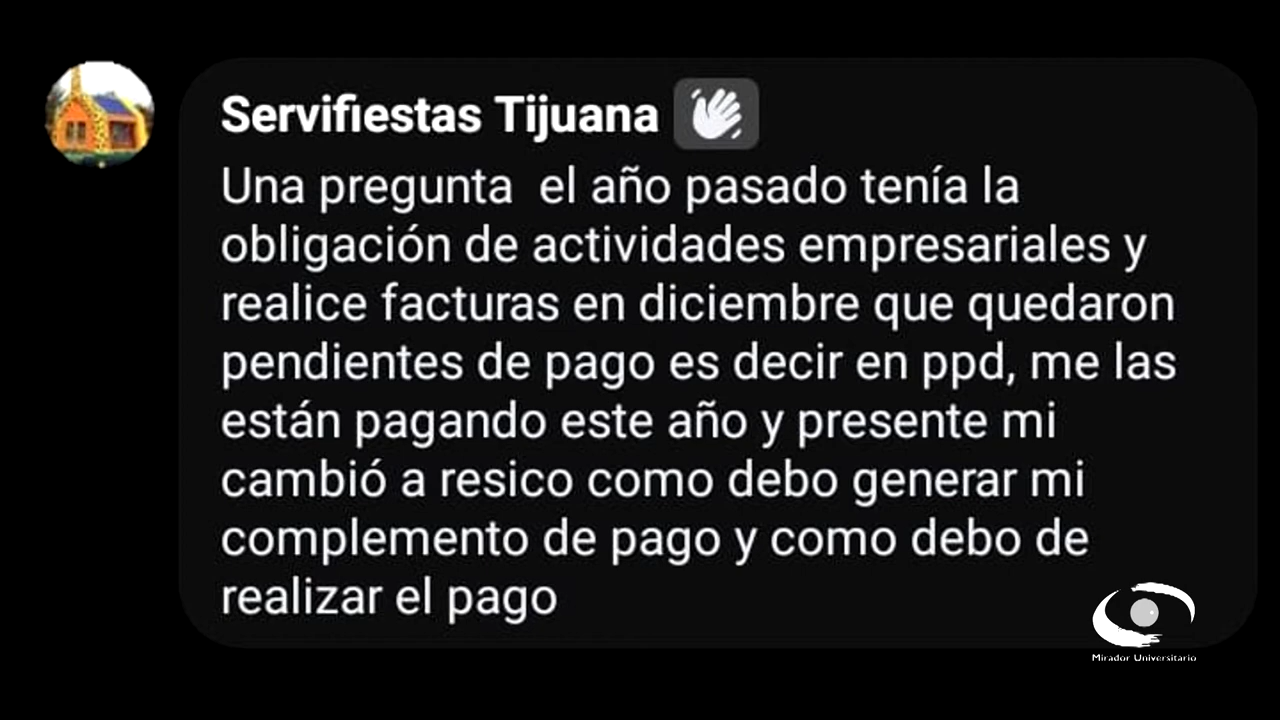 Servifiestas Tijuana
Una pregunta  el año pasado tenía la
obligación de actividades empresariales y
realice facturas en diciembre que quedaron
pendientes de pago es decir en ppd, me las
están pagando este año y presente mi
cambió a resico como debo generar mi
complemento de pago y como debo de
realizar el pago
Mirador Universitario